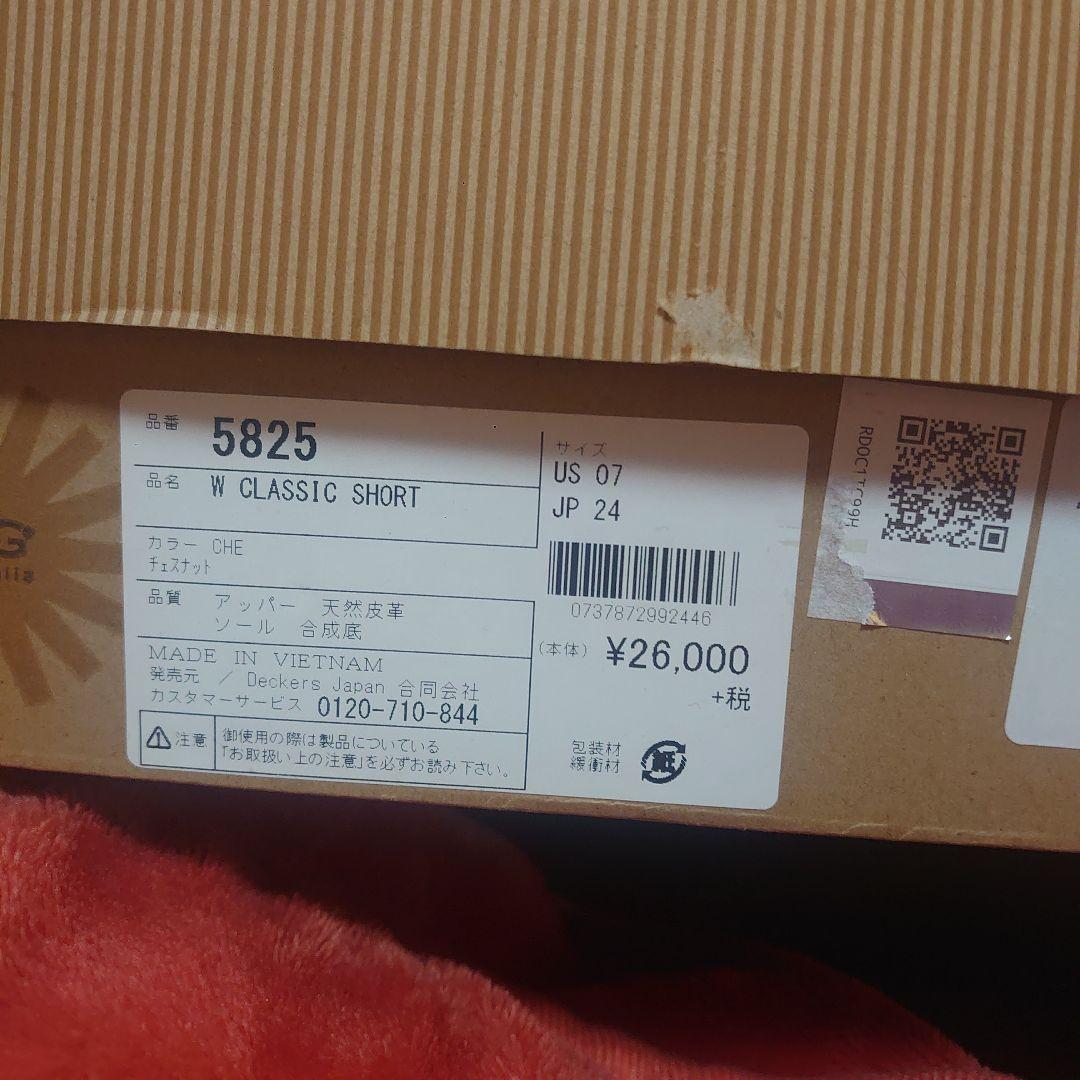 品番 5825
品名 W CLASSIC SHORT
カラー CHE
チェスナット
品質 アッパー 天然皮革
ソール 合成底
MADE IN VIETNAM
発売元 / Deckers Japan 合同会社
カスタマーサービス 0120-710-844
注意
御使用の際は製品についている
「お取扱い上の注意」を必ずお読み下さい。
サイズ
US 07
JP 24
0737872992446
(本体) ¥26,000
+税
包装材
緩衝材
紙